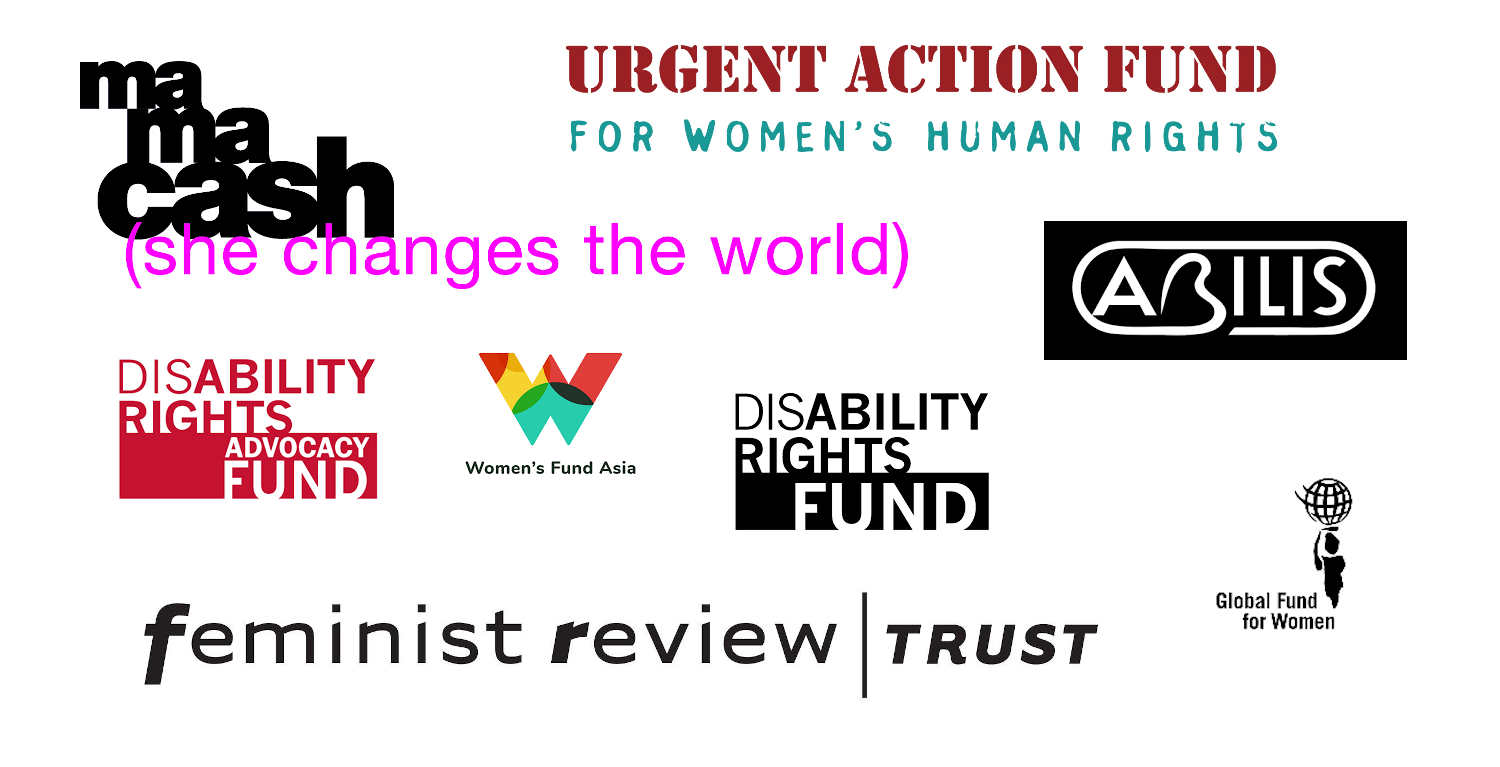 ma
ma
cash
(she changes the world)
URGENT ACTION FUND
FOR WOMEN'S HUMAN RIGHTS
ABILIS
DISABILITY
RIGHTS
ADVOCACY
FUND
Women's Fund Asia
DISABILITY
RIGHTS
FUND
Global Fund
for Women
feminist review | TRUST